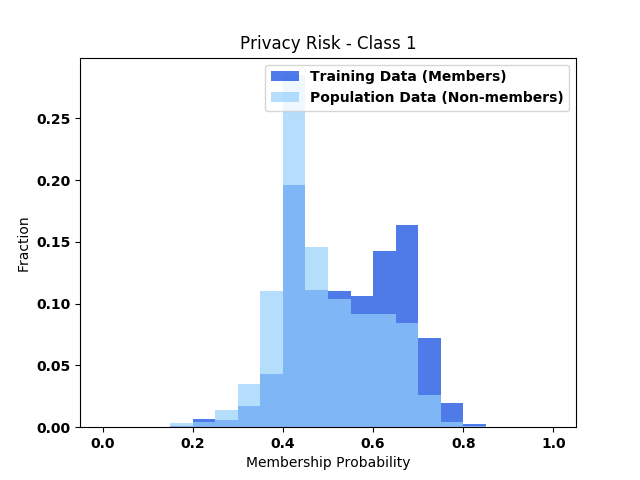 Privacy Risk - Class 1
Training Data (Members)
Population Data (Non-members)
Fraction
0.25
0.20
0.15
0.10
0.05
0.00
0.0 0.2 0.4 0.6 0.8 1.0
Membership Probability